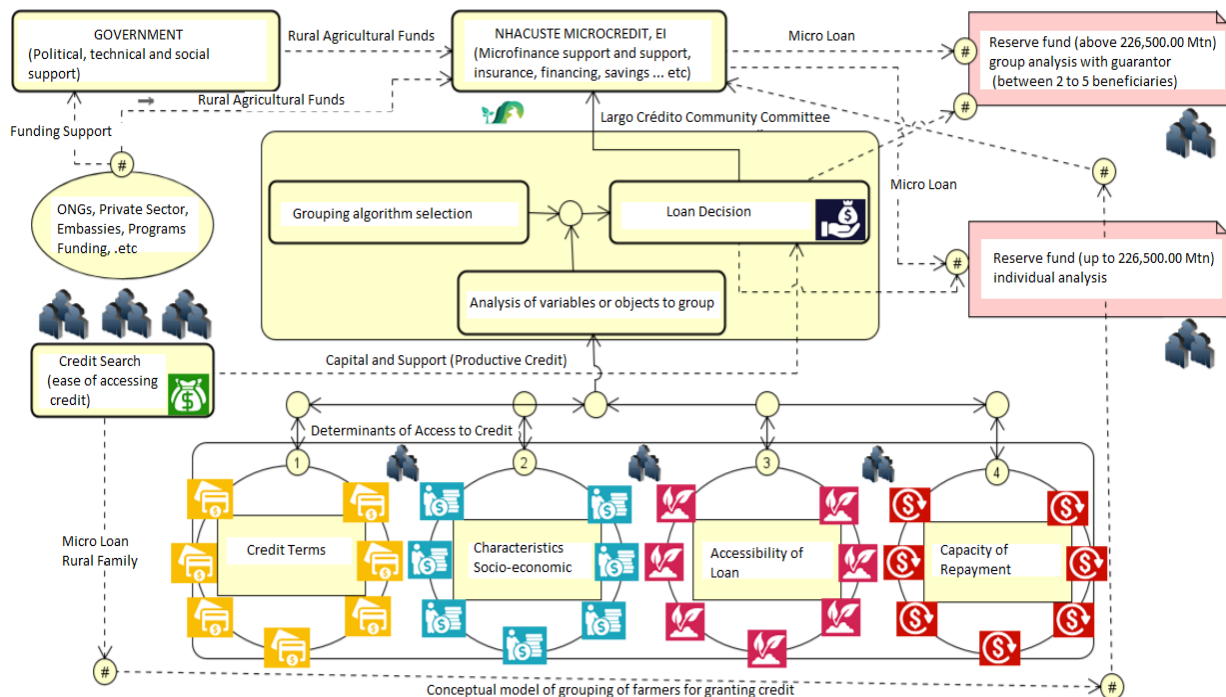 GOVERNMENT
(Political, technical and social
support)
Rural Agricultural Funds
NHACUSTE MICROCREDIT, EI
(Microfinance support and support,
insurance, financing, savings ... etc)
Micro Loan
#
Reserve fund (above 226,500.00 Mtn)
group analysis with guarantor
(between 2 to 5 beneficiaries)
Rural Agricultural Funds
#
Funding Support
Largo Crédito Community Committee
#
#
ONGs, Private Sector,
Embassies, Programs
Funding, .etc
Grouping algorithm selection
Loan Decision
$
Micro Loan
#
Reserve fund (up to 226,500.00 Mtn)
individual analysis
Analysis of variables or objects to group
Credit Search
(ease of accessing
credit)
$
Capital and Support (Productive Credit)
Determinants of Access to Credit
1
2
3
4
Micro Loan
Rural Family
Credit Terms
Characteristics
Socio-economic
Accessibility of
Loan
Capacity of
Repayment
#
#
Conceptual model of grouping of farmers for granting credit